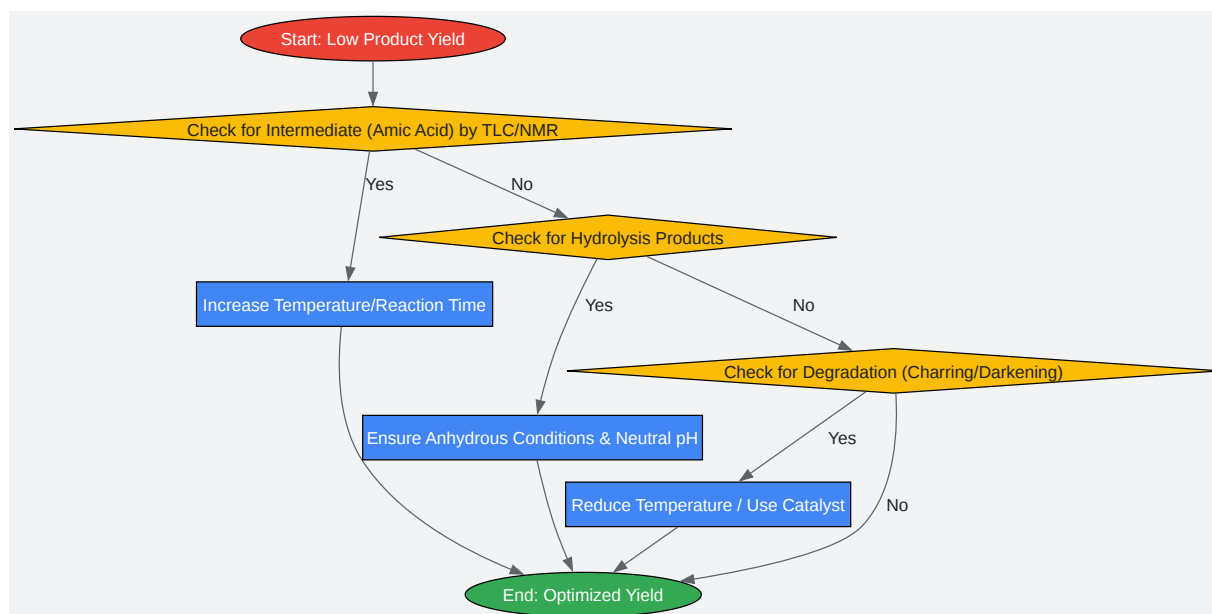 Start: Low Product Yield
Check for Intermediate (Amic Acid) by TLC/NMR
Yes
No
Check for Hydrolysis Products
Increase Temperature/Reaction Time
Yes
No
Check for Degradation (Charring/Darkening)
Ensure Anhydrous Conditions & Neutral pH
Yes
Reduce Temperature / Use Catalyst
No
End: Optimized Yield